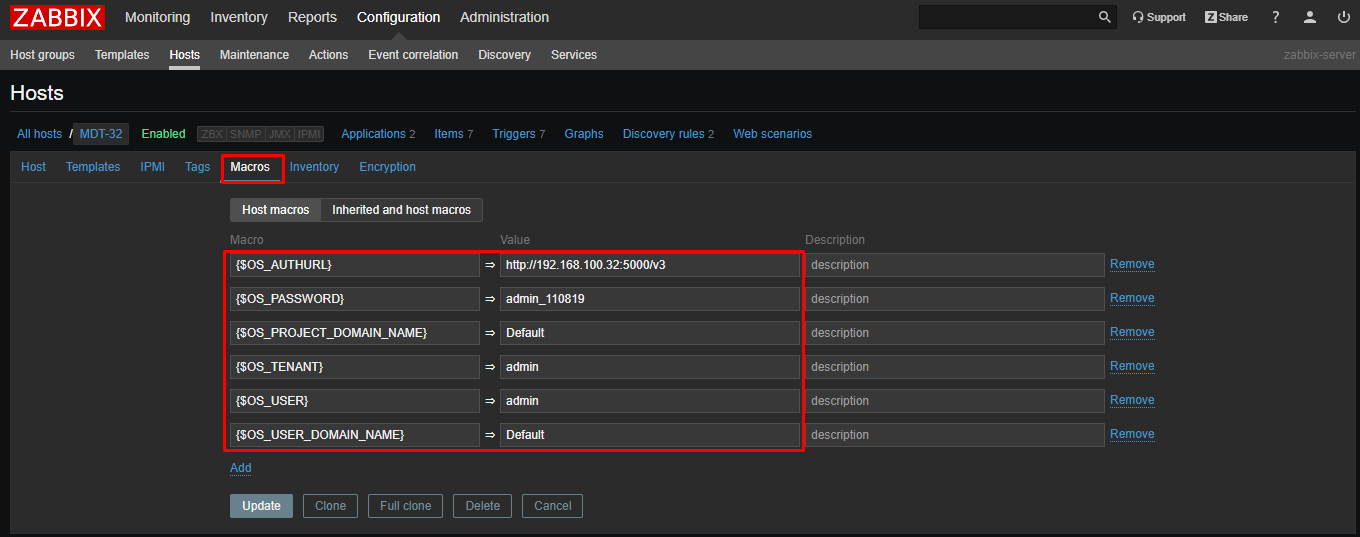 ZABBIX Monitoring Inventory Reports Configuration Administration Support Z Share ?
Host groups Templates Hosts Maintenance Actions Event correlation Discovery Services zabbix-server
Hosts
All hosts / MDT-32 Enabled ZBX SNMP JMX IPMI Applications 2 Items 7 Triggers 7 Graphs Discovery rules 2 Web scenarios
Host Templates IPMI Tags Macros Inventory Encryption
Host macros Inherited and host macros
Macro Value Description
{$OS_AUTHURL} ⇒ http://192.168.100.32:5000/v3 description Remove
{$OS_PASSWORD} ⇒ admin_110819 description Remove
{$OS_PROJECT_DOMAIN_NAME} ⇒ Default description Remove
{$OS_TENANT} ⇒ admin description Remove
{$OS_USER} ⇒ admin description Remove
{$OS_USER_DOMAIN_NAME} ⇒ Default description Remove
Add
Update Clone Full clone Delete Cancel